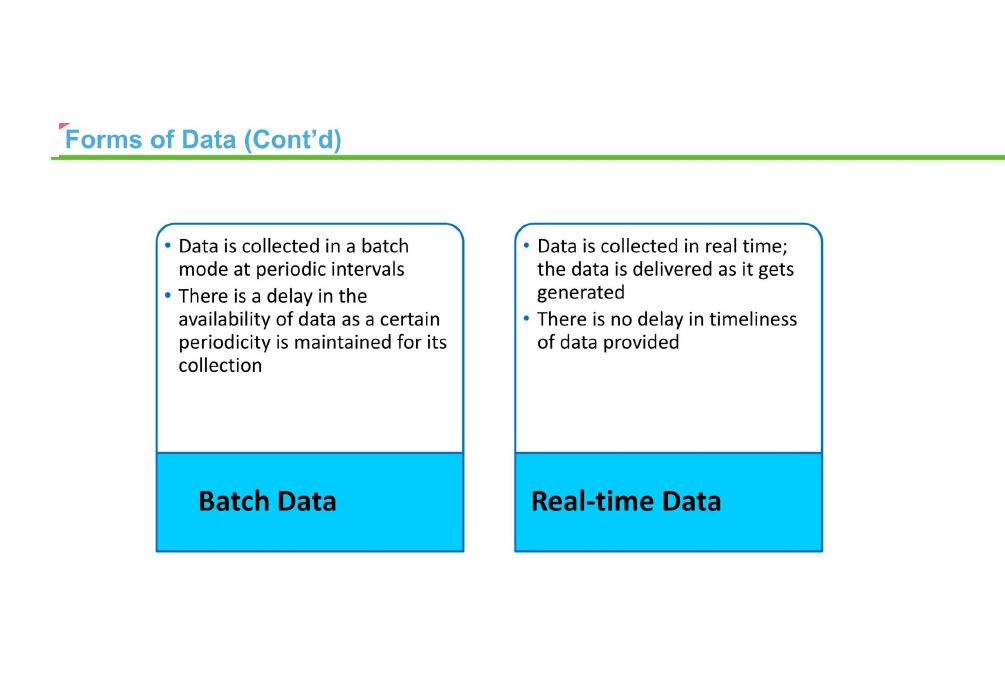 Forms of Data (Cont’d)
• Data is collected in a batch
mode at periodic intervals
• There is a delay in the
availability of data as a certain
periodicity is maintained for its
collection
Batch Data
• Data is collected in real time;
the data is delivered as it gets
generated
• There is no delay in timeliness
of data provided
Real-time Data